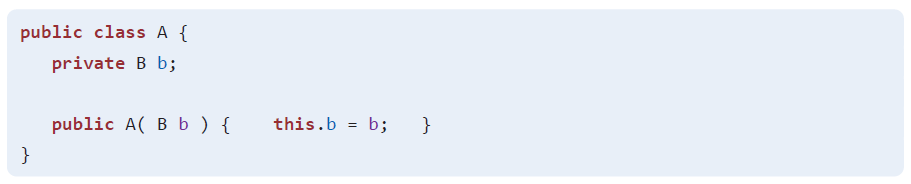 public class A {
private B b;
public A( B b ) {    this.b = b;   }
}